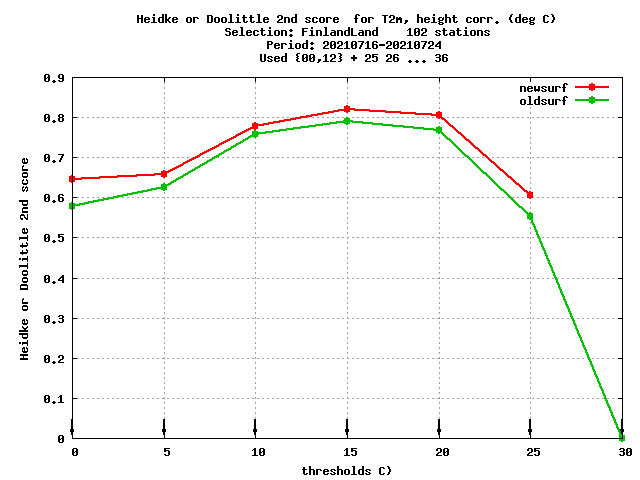 Heidke or Doolittle 2nd score  for T2m, height corr. (deg C)
Selection: FinlandLand    102 stations
Period: 20210716-20210724
Used {00,12} + 25 26 ... 36
newsurf
oldsurf
Heidke or Doolittle 2nd score
0.9
0.8
0.7
0.6
0.5
0.4
0.3
0.2
0.1
0
0 5 10 15 20 25 30
thresholds C)